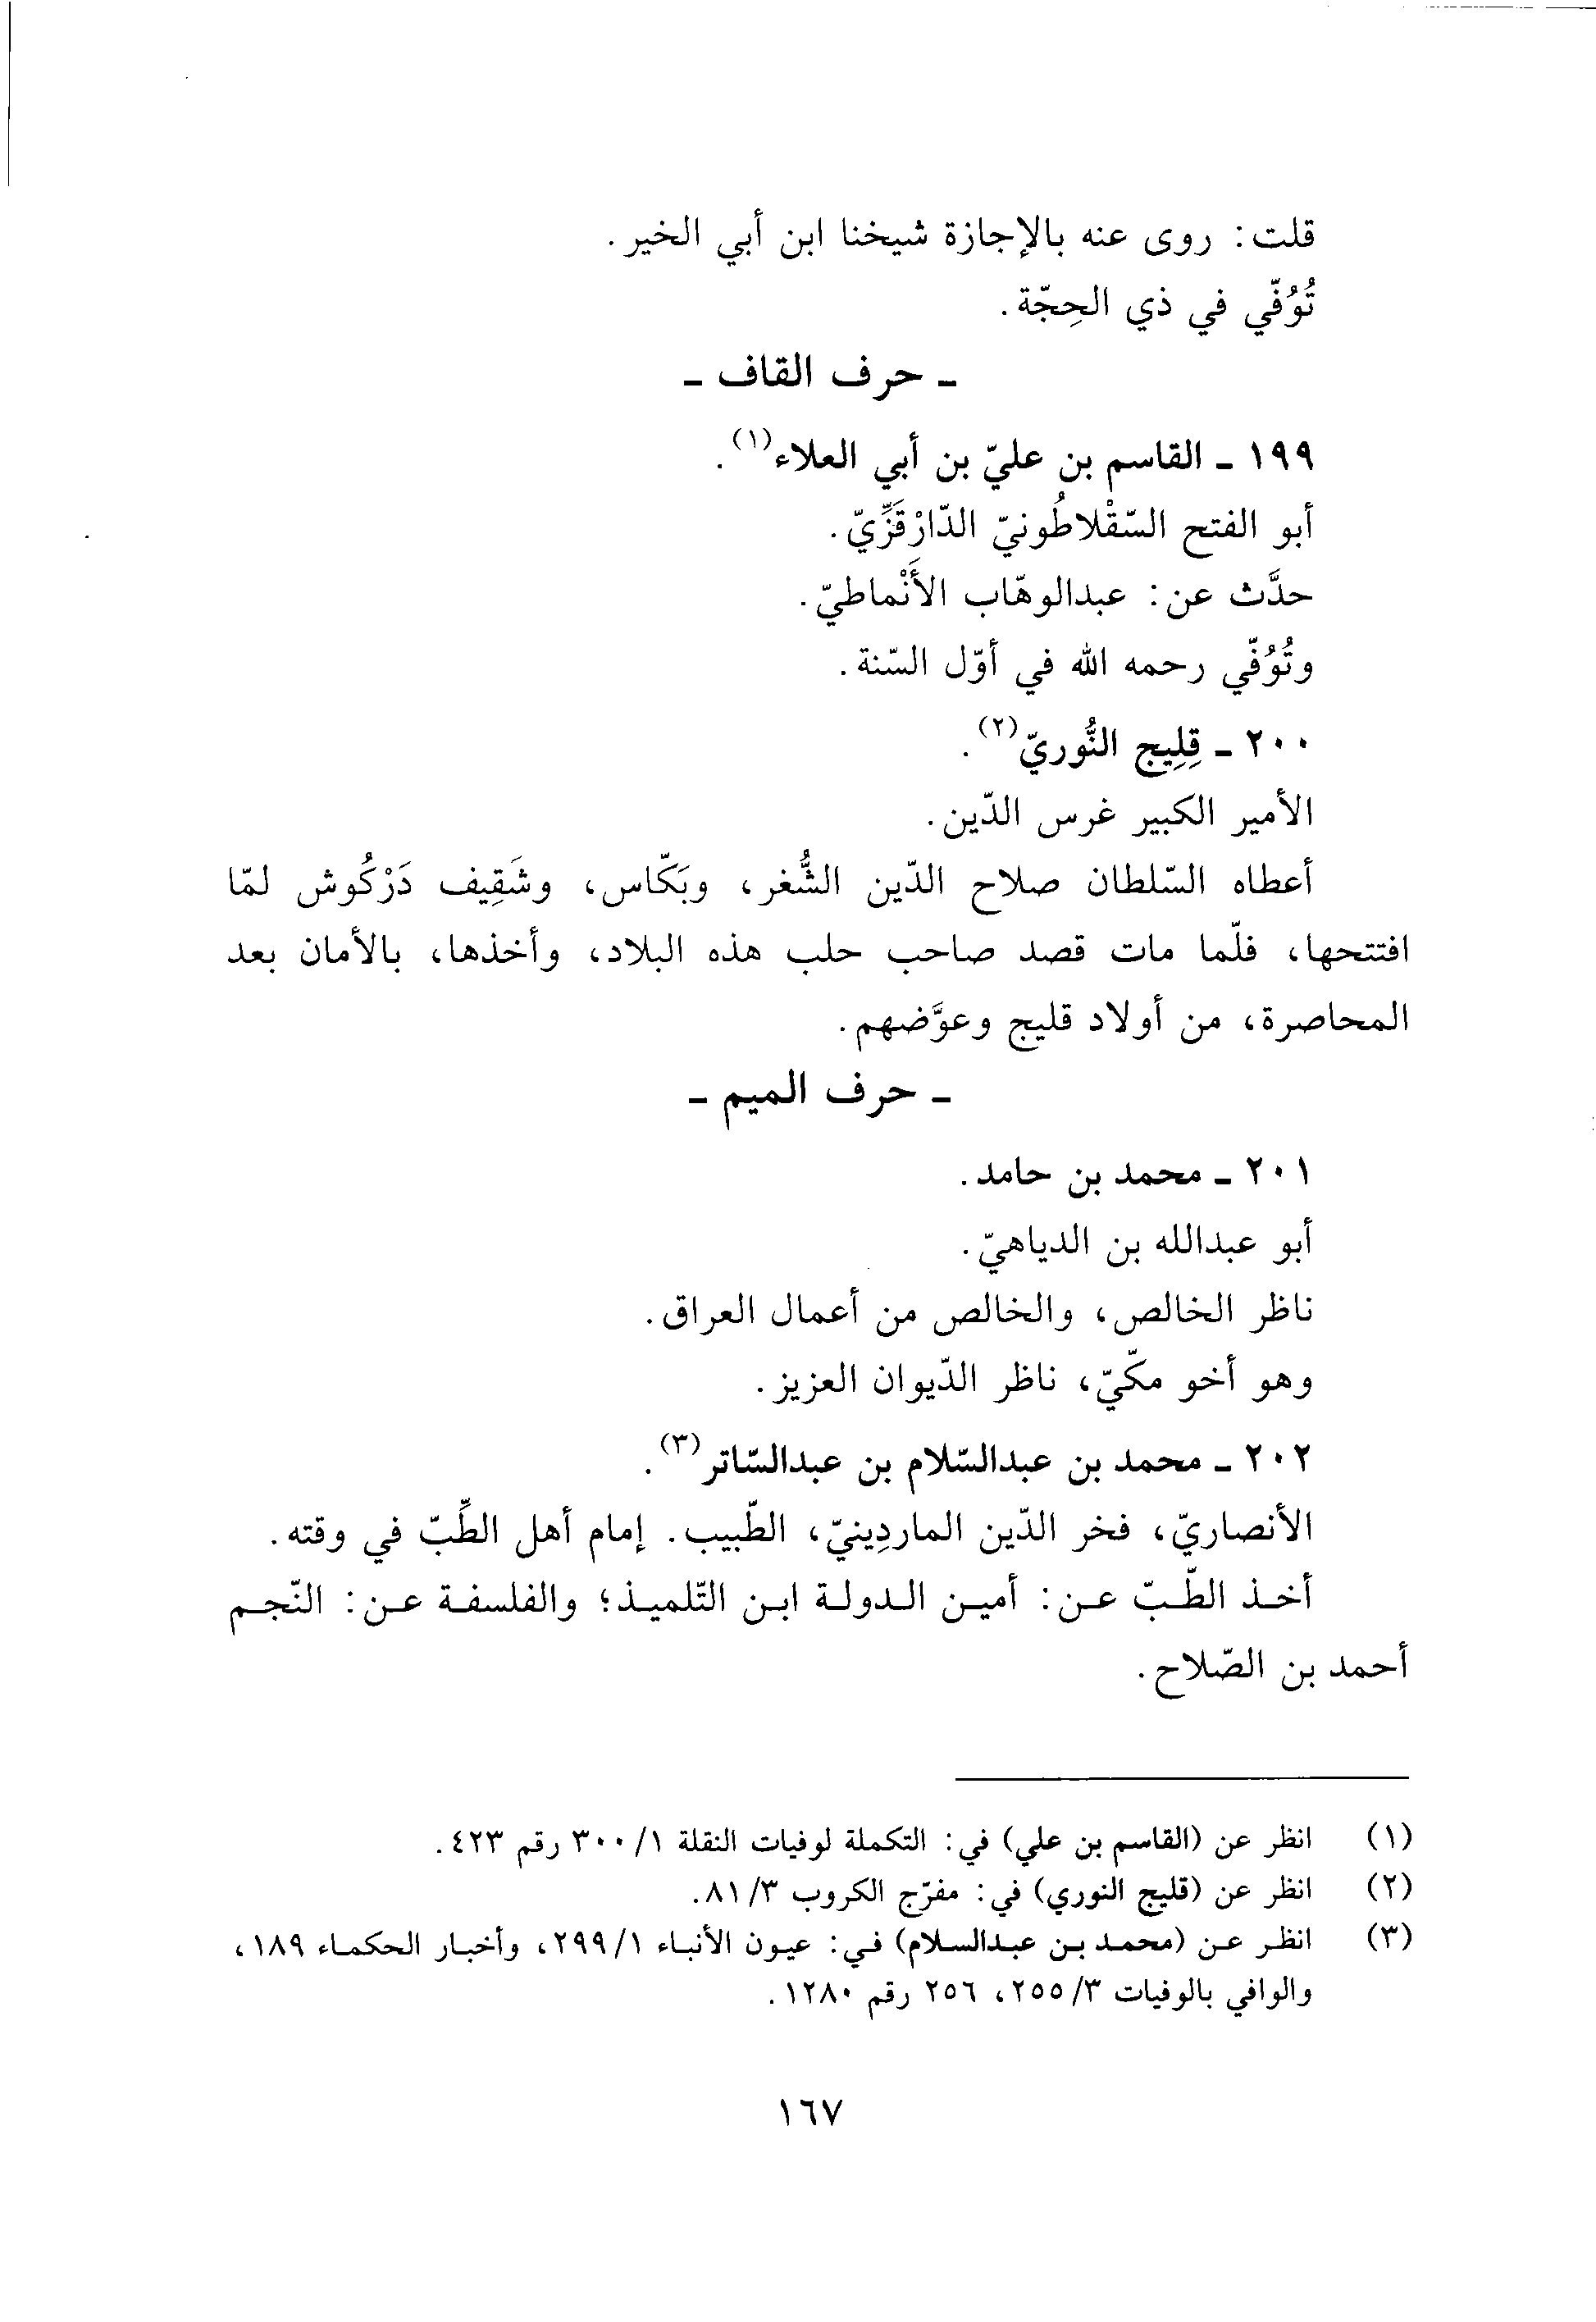 قلت: روى عنه بالإجازة شيخنا ابن أبي الخير.
تُوُفّي في ذي الحِجّة.
ـ حرف القاف ـ
١٩٩ ـ القاسم بن عليّ بن أبي العلاء(١).
أبو الفتح السّقْلاطُونيّ الدّارْقَزِّيّ.
حدَّث عن: عبدالوهّاب الأَنْماطيّ.
وتُوُفّي رحمه الله في أوّل السّنة.
٢٠٠ ـ قِلِيج النُّوريّ(٢).
الأمير الكبير غرس الدّين.
أعطاه السّلطان صلاح الدّين الشُّغر، وبَكّاس، وشَقِيف دَرْكُوش لمّا
افتتحها، فلّما مات قصد صاحب حلب هذه البلاد، وأخذها، بالأمان بعد
المحاصرة، من أولاد قليج وعوَّضهم.
ـ حرف الميم ـ
٢٠١ ـ محمد بن حامد.
أبو عبدالله بن الدياهيّ.
ناظر الخالص، والخالص من أعمال العراق.
وهو أخو مكّيّ، ناظر الدّيوان العزيز.
٢٠٢ ـ محمد بن عبدالسّلام بن عبدالسّاتر(٣).
الأنصاريّ، فخر الدّين الماردِينيّ، الطّبيب. إمام أهل الطِّبّ في وقته.
أخذ الطّبّ عن: أمين الدولة ابن التّلميذ؛ والفلسفة عن: النّجم
أحمد بن الصّلاح.
(١) انظر عن (القاسم بن علي) في: التكملة لوفيات النقلة ١/ ٣٠٠ رقم ٤٢٣.
(٢) انظر عن (قليج النوري) في: مفرّج الكروب ٣/ ٨١.
(٣) انظر عن (محمد بن عبدالسلام) في: عيون الأنباء ١/ ٢٩٩، وأخبار الحكماء ١٨٩،
والوافي بالوفيات ٣/ ٢٥٥، ٢٥٦ رقم ١٢٨٠.
١٦٧